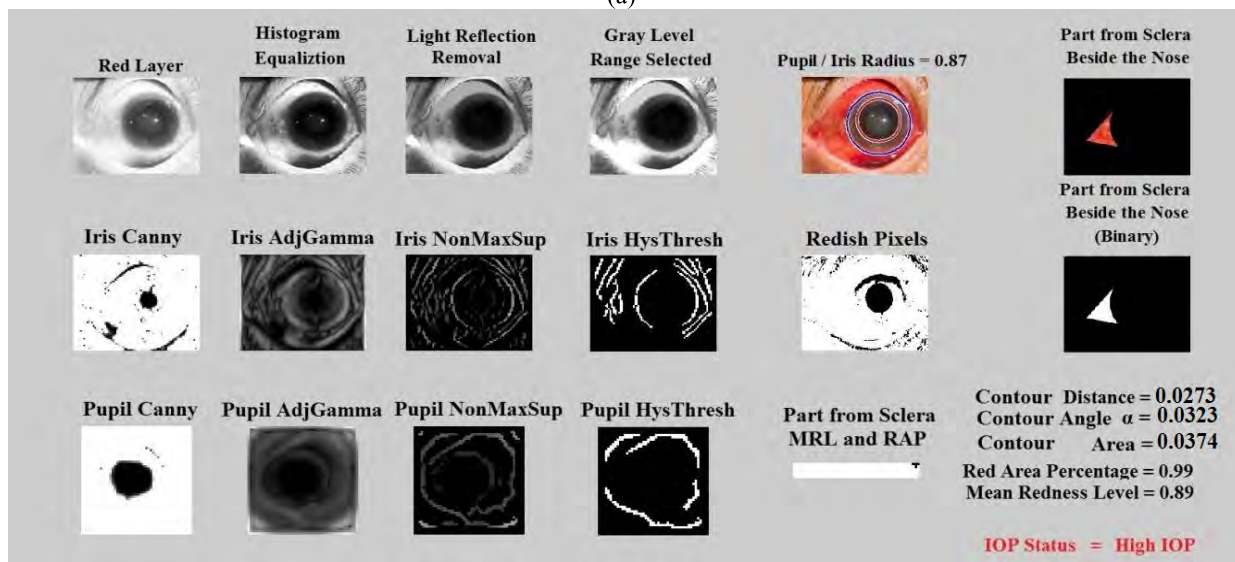 (a)
Red Layer
Histogram
Equaliztion
Light Reflection
Removal
Gray Level
Range Selected
Pupil / Iris Radius = 0.87
Part from Sclera
Beside the Nose
Part from Sclera
Beside the Nose
(Binary)
Iris Canny
Iris AdjGamma
Iris NonMaxSup
Iris HysThresh
Redish Pixels
Pupil Canny
Pupil AdjGamma
Pupil NonMaxSup
Pupil HysThresh
Part from Sclera
MRL and RAP
Contour Distance = 0.0273
Contour Angle α = 0.0323
Contour Area = 0.0374
Red Area Percentage = 0.99
Mean Redness Level = 0.89
IOP Status = High IOP